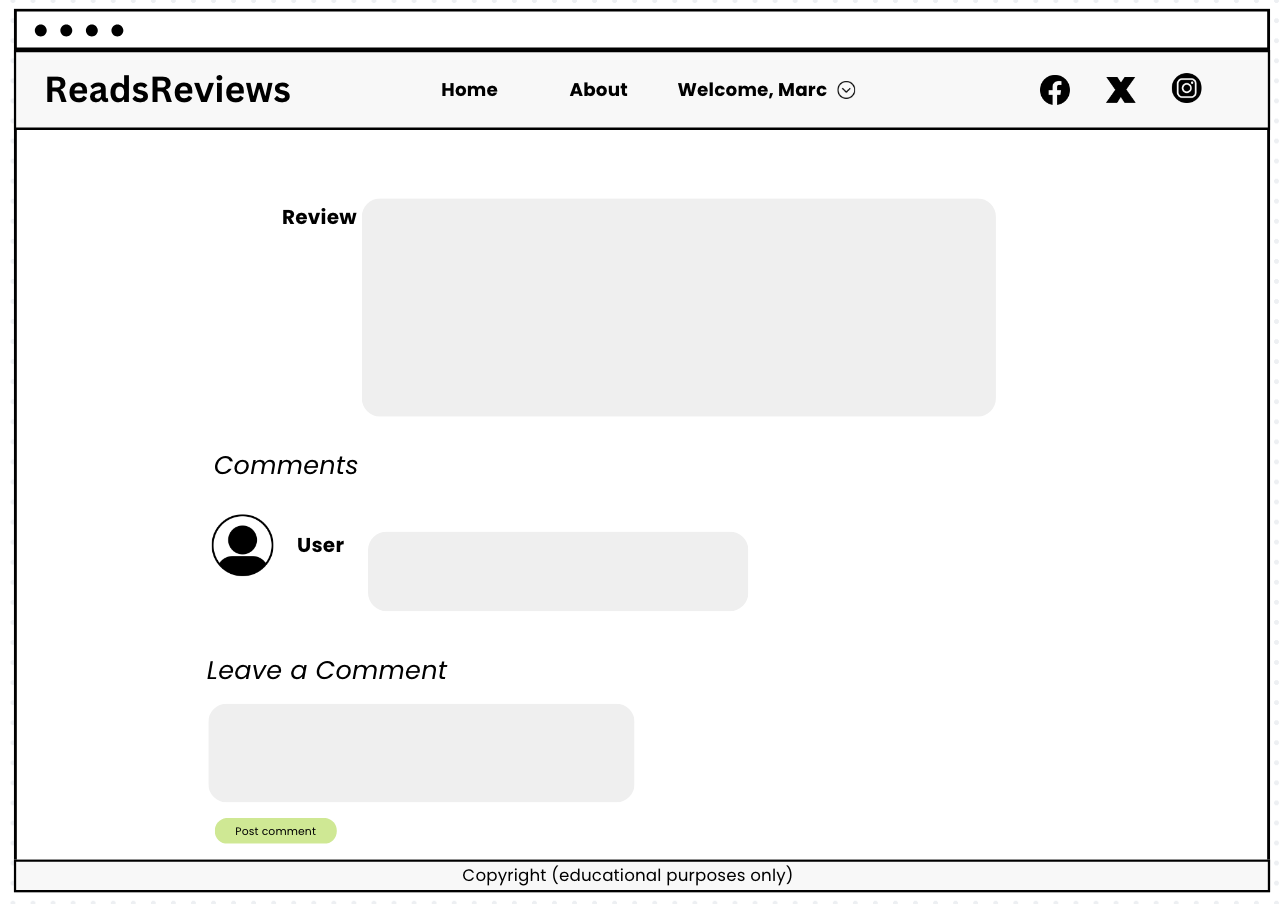 ReadsReviews
Home About Welcome, Marc
Review
Comments
User
Leave a Comment
Post comment
Copyright (educational purposes only)